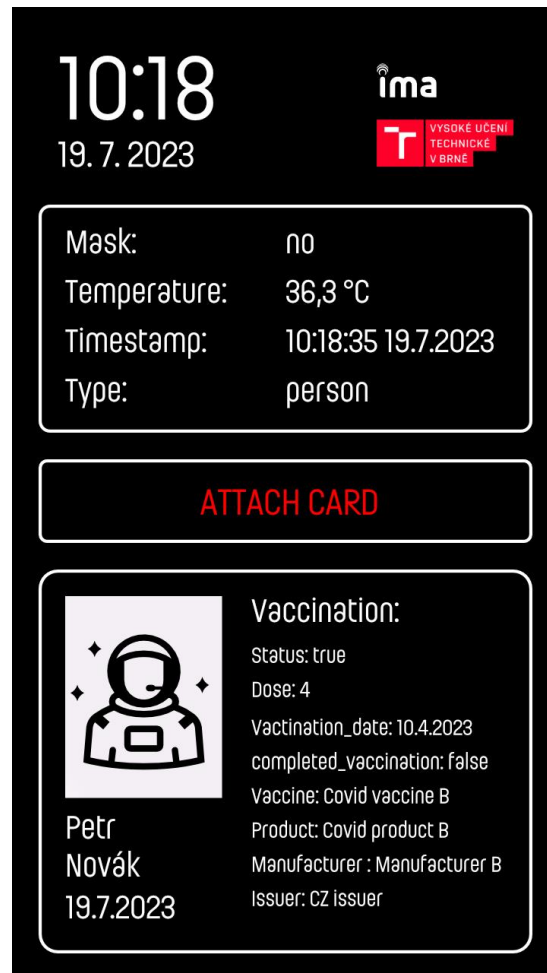 10:18
19. 7. 2023
ima
VYSOKÉ UČENÍ
TECHNICKÉ
V BRNĚ
Mask: no
Temperature: 36,3 °C
Timestamp: 10:18:35 19.7.2023
Type: person
ATTACH CARD
Vaccination:
Status: true
Dose: 4
Vactination_date: 10.4.2023
completed_vaccination: false
Vaccine: Covid vaccine B
Product: Covid product B
Manufacturer : Manufacturer B
Issuer: CZ issuer
Petr
Novák
19.7.2023